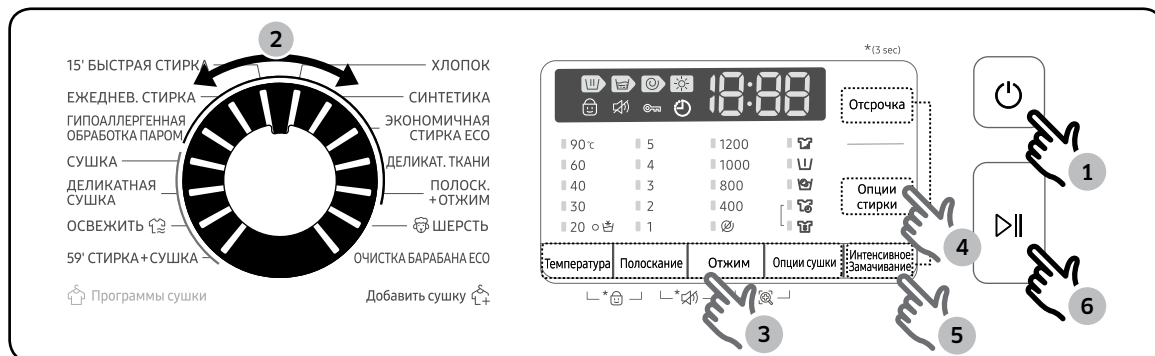 2
15' БЫСТРАЯ СТИРКА
ЕЖЕДНЕВ. СТИРКА
ГИПОАЛЛЕРГЕННАЯ
ОБРАБОТКА ПАРОМ
СУШКА
ДЕЛИКАТНАЯ
СУШКА
ОСВЕЖИТЬ
59' СТИРКА+СУШКА
Программы сушки
ХЛОПОК
СИНТЕТИКА
ЭКОНОМИЧНАЯ
СТИРКА ECO
ДЕЛИКАТ. ТКАНИ
ПОЛОСК.
+ОТЖИМ
ШЕРСТЬ
ОЧИСТКА БАРАБАНА ECO
Добавить сушку
*(3 sec)
18:88
Отсрочка
90℃ 5 1200
60 4 1000
40 3 800
30 2 400
20 1
Опции
стирки
4
Температура Полоскание Отжим Опции сушки
Интенсивное
Замачивание
* *
3
5
1
6